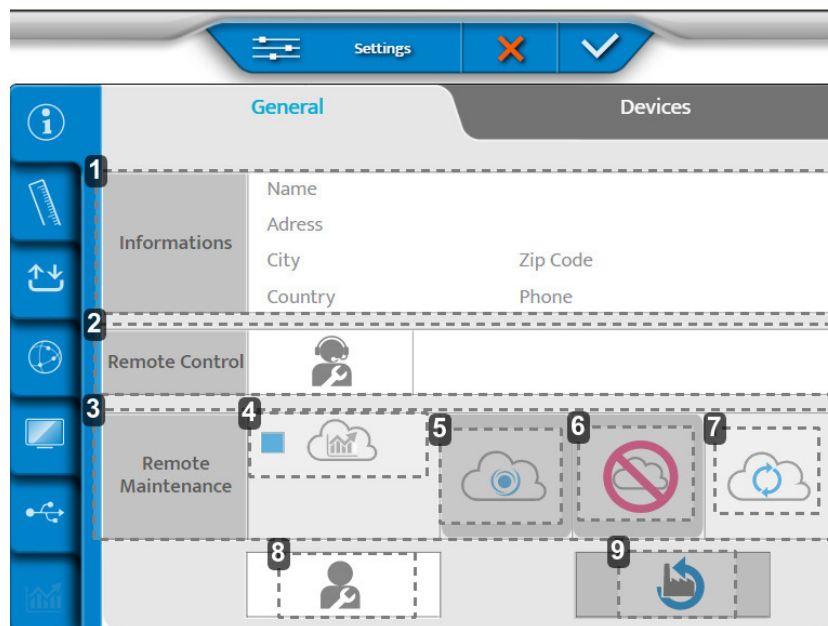 Settings
General
Devices
1
Informations
Name
Adress
City
Zip Code
Country
Phone
2
Remote Control
3
Remote
Maintenance
4
5
6
7
8
9